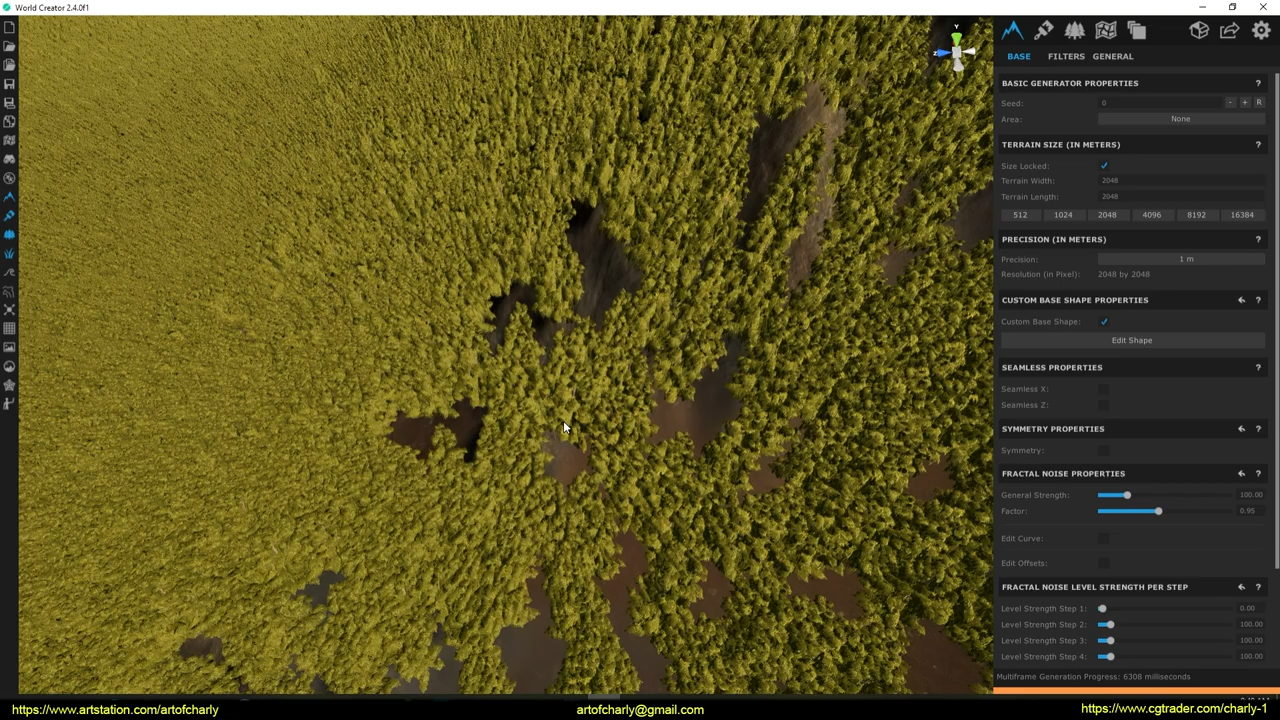 World Creator 2.4.0f1
Y
Z
BASE FILTERS GENERAL
BASIC GENERATOR PROPERTIES ?
Seed: 0 - + R
Area: None
TERRAIN SIZE (IN METERS) ?
Size Locked:
Terrain Width: 2048
Terrain Length: 2048
512 1024 2048 4096 8192 16384
PRECISION (IN METERS) ?
Precision: 1 m
Resolution (in Pixel): 2048 by 2048
CUSTOM BASE SHAPE PROPERTIES ?
Custom Base Shape:
Edit Shape
SEAMLESS PROPERTIES ?
Seamless X:
Seamless Z:
SYMMETRY PROPERTIES ?
Symmetry:
FRACTAL NOISE PROPERTIES ?
General Strength: 100.00
Factor: 0.95
Edit Curve:
Edit Offsets:
FRACTAL NOISE LEVEL STRENGTH PER STEP ?
Level Strength Step 1: 0.00
Level Strength Step 2: 100.00
Level Strength Step 3: 100.00
Level Strength Step 4: 100.00
Multiframe Generation Progress: 6308 milliseconds
https://www.artstation.com/artofcharly artofcharly@gmail.com https://www.cgtrader.com/charly-1